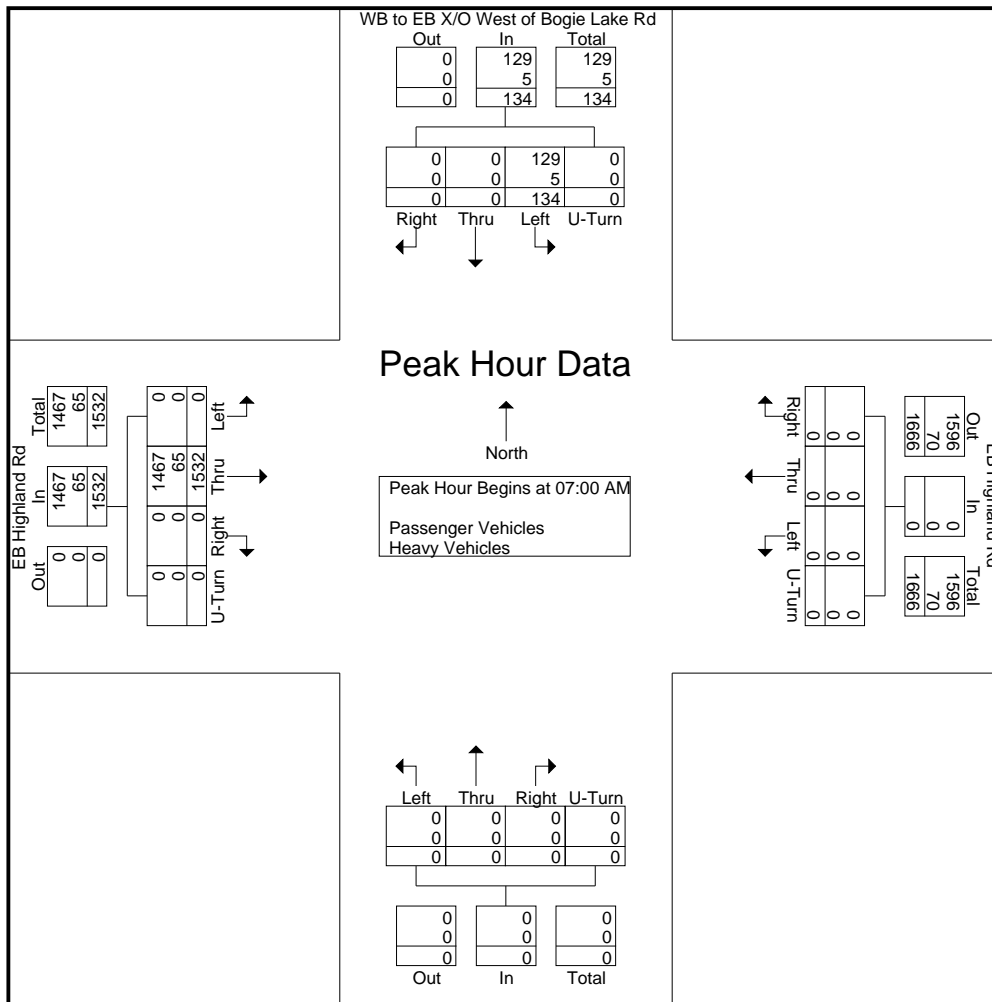 WB to EB X/O West of Bogie Lake Rd
Out In Total
0 129 129
0 5 5
0 134 134
0 0 129 0
0 0 5 0
0 0 134 0
Right Thru Left U-Turn
Peak Hour Data
North
Peak Hour Begins at 07:00 AM
Passenger Vehicles
Heavy Vehicles
EB Highland Rd
Out In Total
0 1467 1467
0 65 65
0 1532 1532
U-Turn Right Thru Left
0 0 1467 0
0 0 65 0
0 0 1532 0
EB Highland Rd
Out In Total
1596 0 1596
70 0 70
1666 0 1666
Right Thru Left U-Turn
0 0 0 0
0 0 0 0
0 0 0 0
Left Thru Right U-Turn
0 0 0 0
0 0 0 0
0 0 0 0
0 0 0
0 0 0
0 0 0
Out In Total